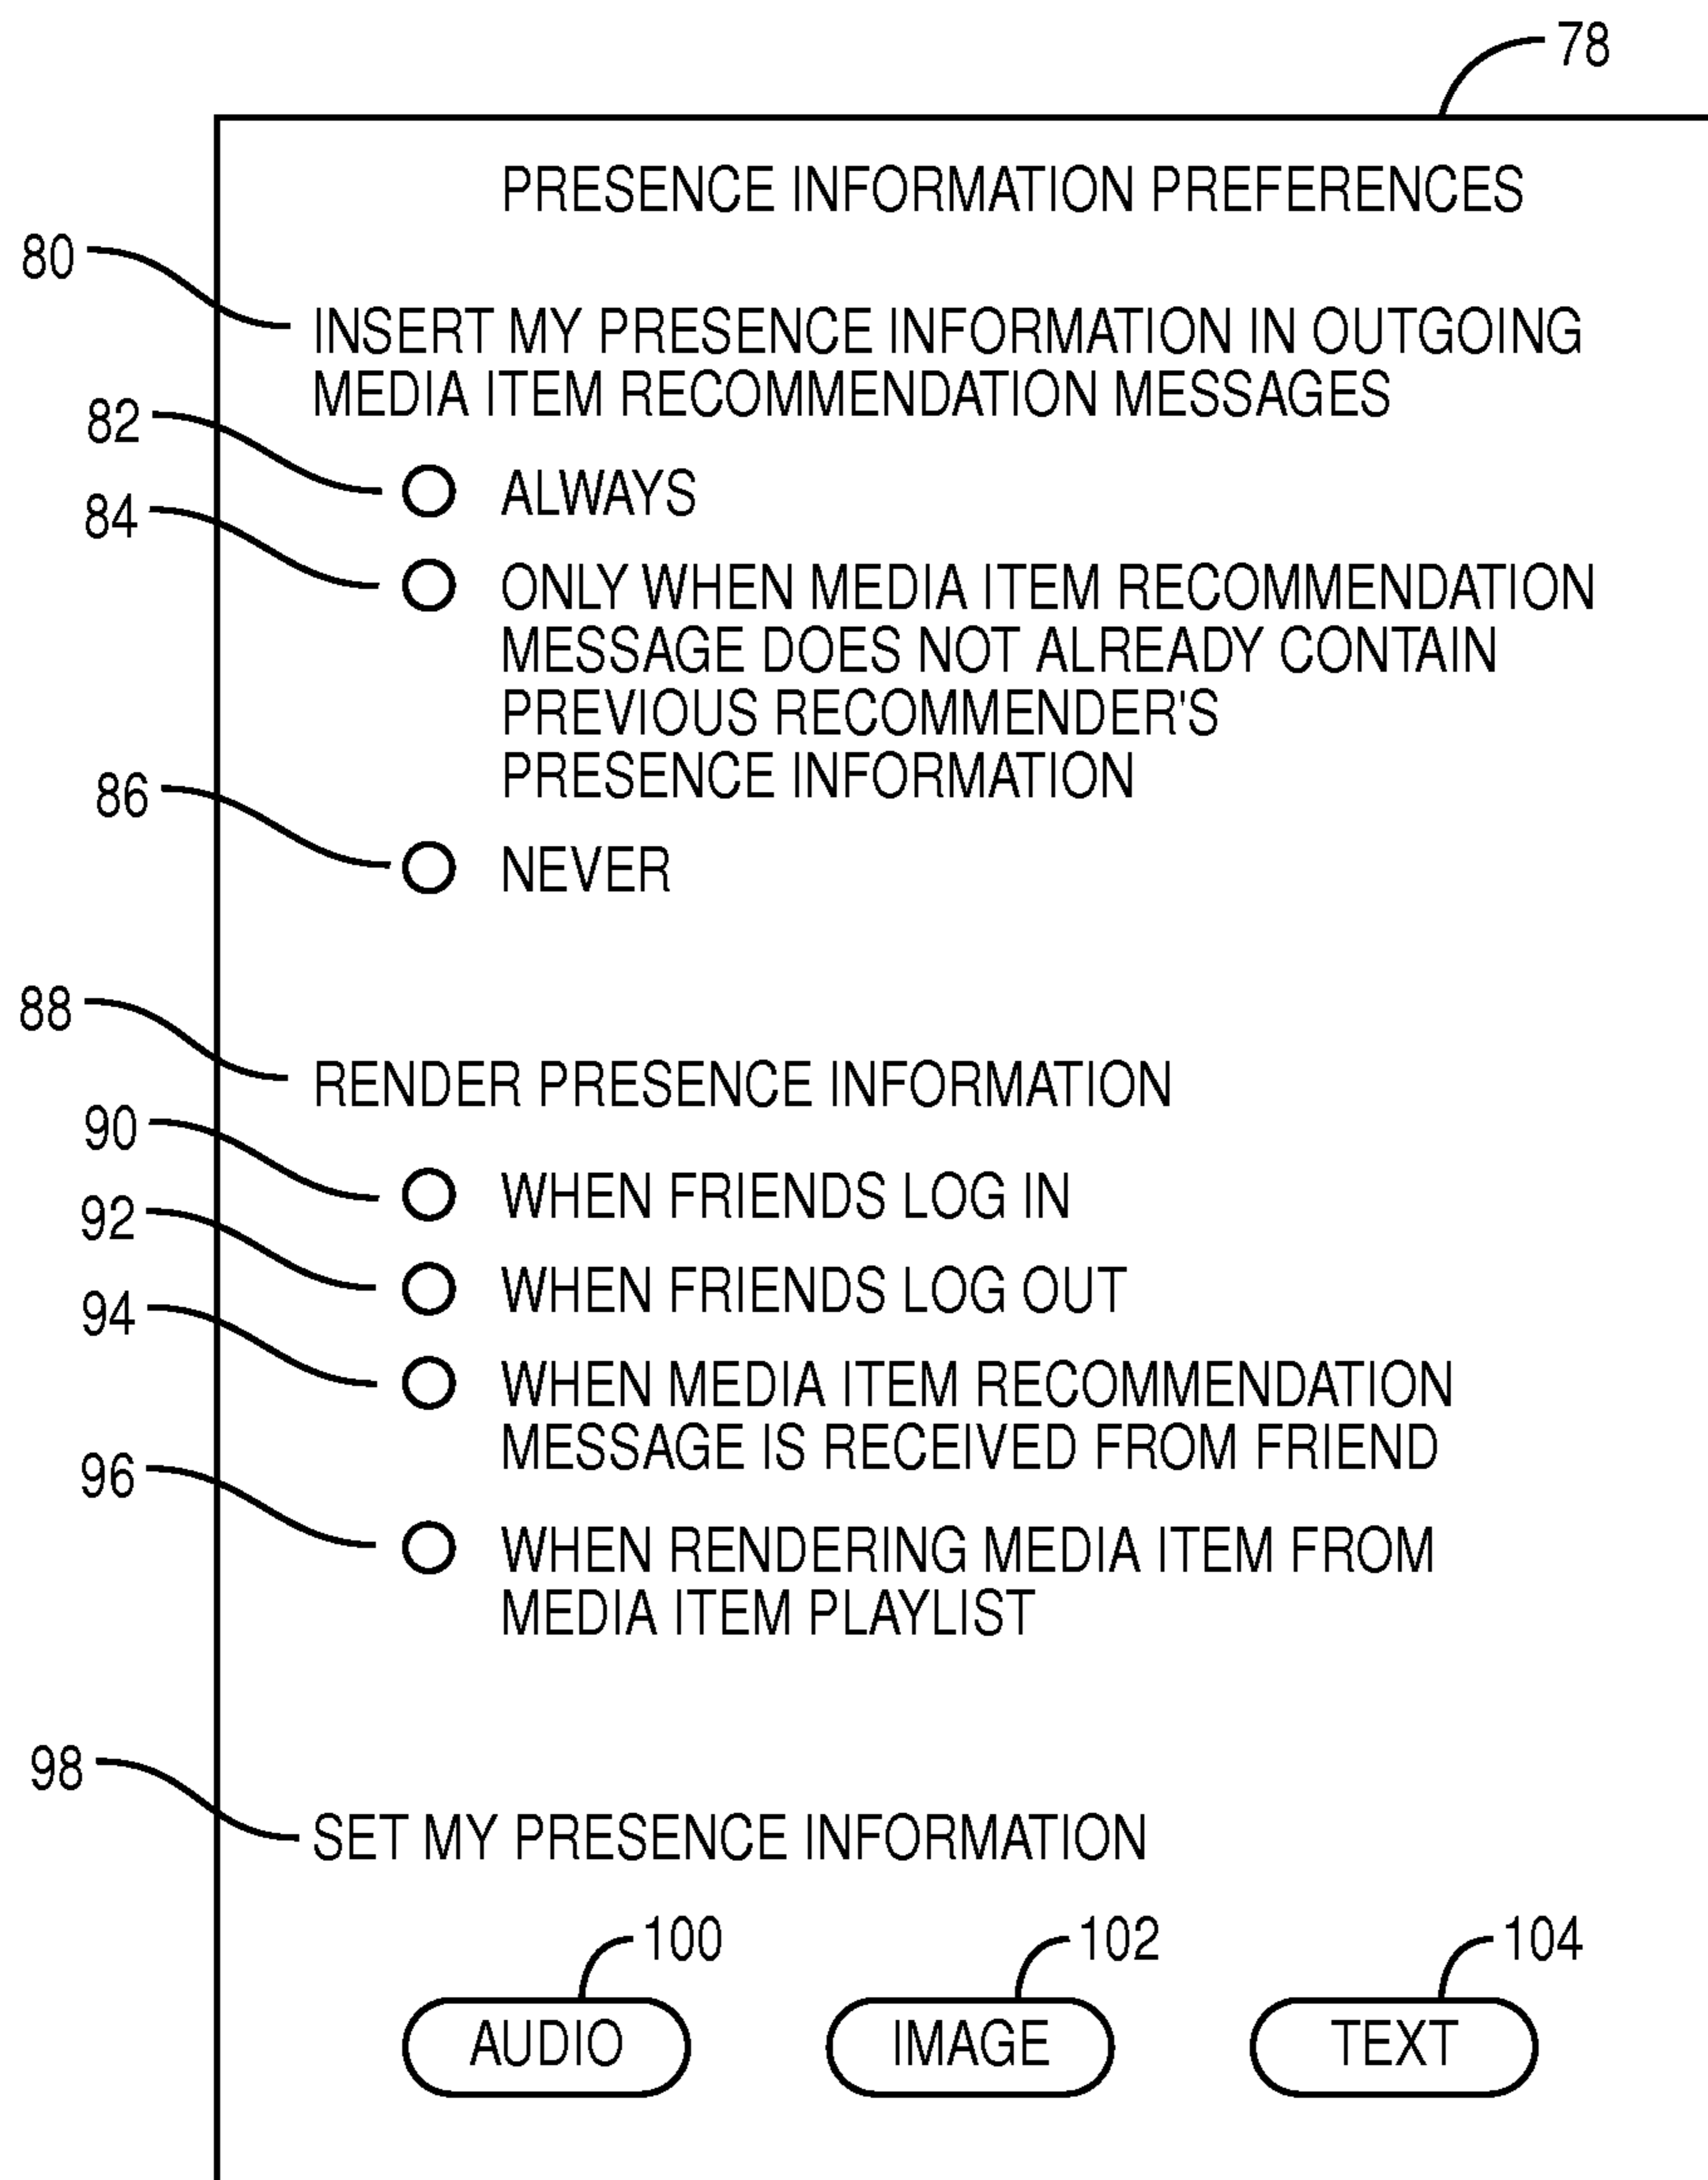 78
PRESENCE INFORMATION PREFERENCES
80
INSERT MY PRESENCE INFORMATION IN OUTGOING
MEDIA ITEM RECOMMENDATION MESSAGES
82
ALWAYS
84
ONLY WHEN MEDIA ITEM RECOMMENDATION
MESSAGE DOES NOT ALREADY CONTAIN
PREVIOUS RECOMMENDER'S
PRESENCE INFORMATION
86
NEVER
88
RENDER PRESENCE INFORMATION
90
WHEN FRIENDS LOG IN
92
WHEN FRIENDS LOG OUT
94
WHEN MEDIA ITEM RECOMMENDATION
MESSAGE IS RECEIVED FROM FRIEND
96
WHEN RENDERING MEDIA ITEM FROM
MEDIA ITEM PLAYLIST
98
SET MY PRESENCE INFORMATION
100 102 104
AUDIO IMAGE TEXT